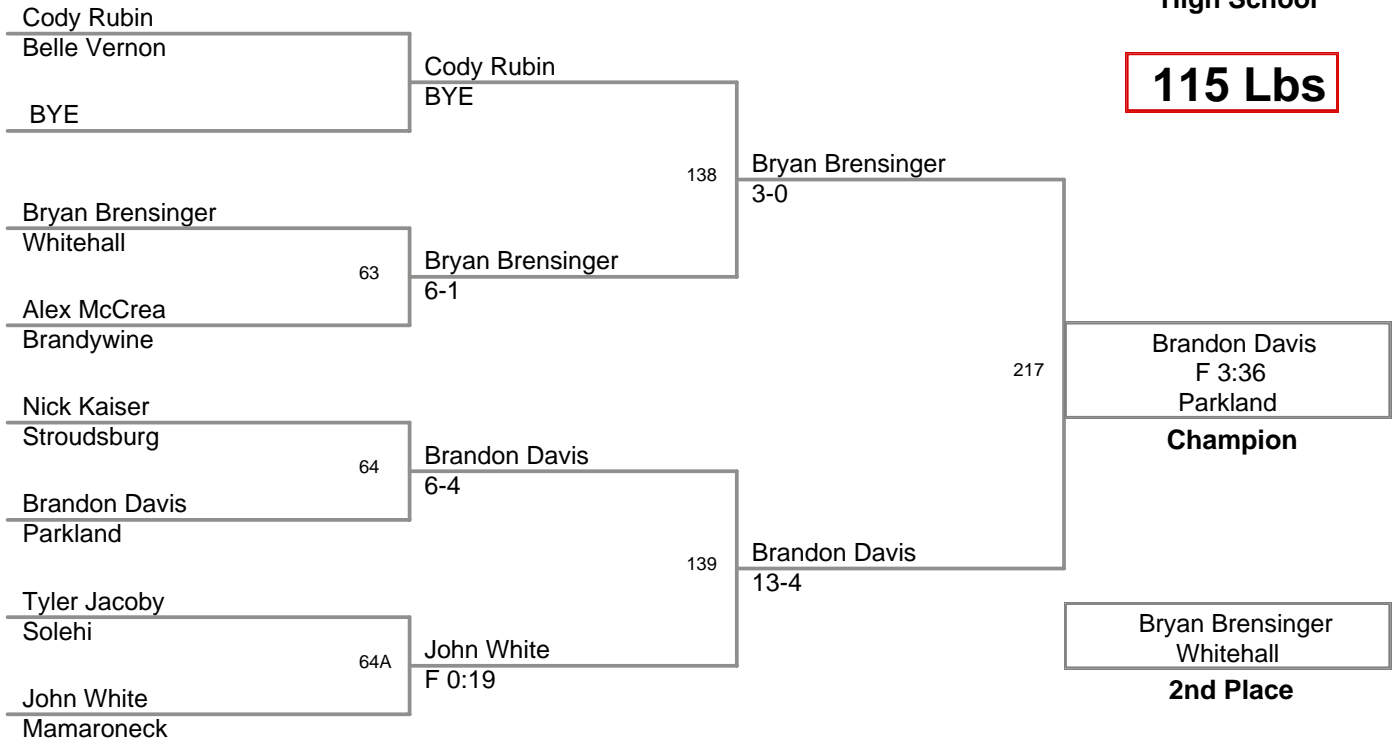 High School
115 Lbs
Cody Rubin
Belle Vernon
BYE
Bryan Brensinger
Whitehall
63
Alex McCrea
Brandywine
Nick Kaiser
Stroudsburg
64
Brandon Davis
Parkland
Tyler Jacoby
Solehi
64A
John White
Mamaroneck
Cody Rubin
BYE
138
Bryan Brensinger
6-1
Brandon Davis
6-4
139
John White
F 0:19
Bryan Brensinger
3-0
217
Brandon Davis
13-4
Brandon Davis
F 3:36
Parkland
Champion
Bryan Brensinger
Whitehall
2nd Place